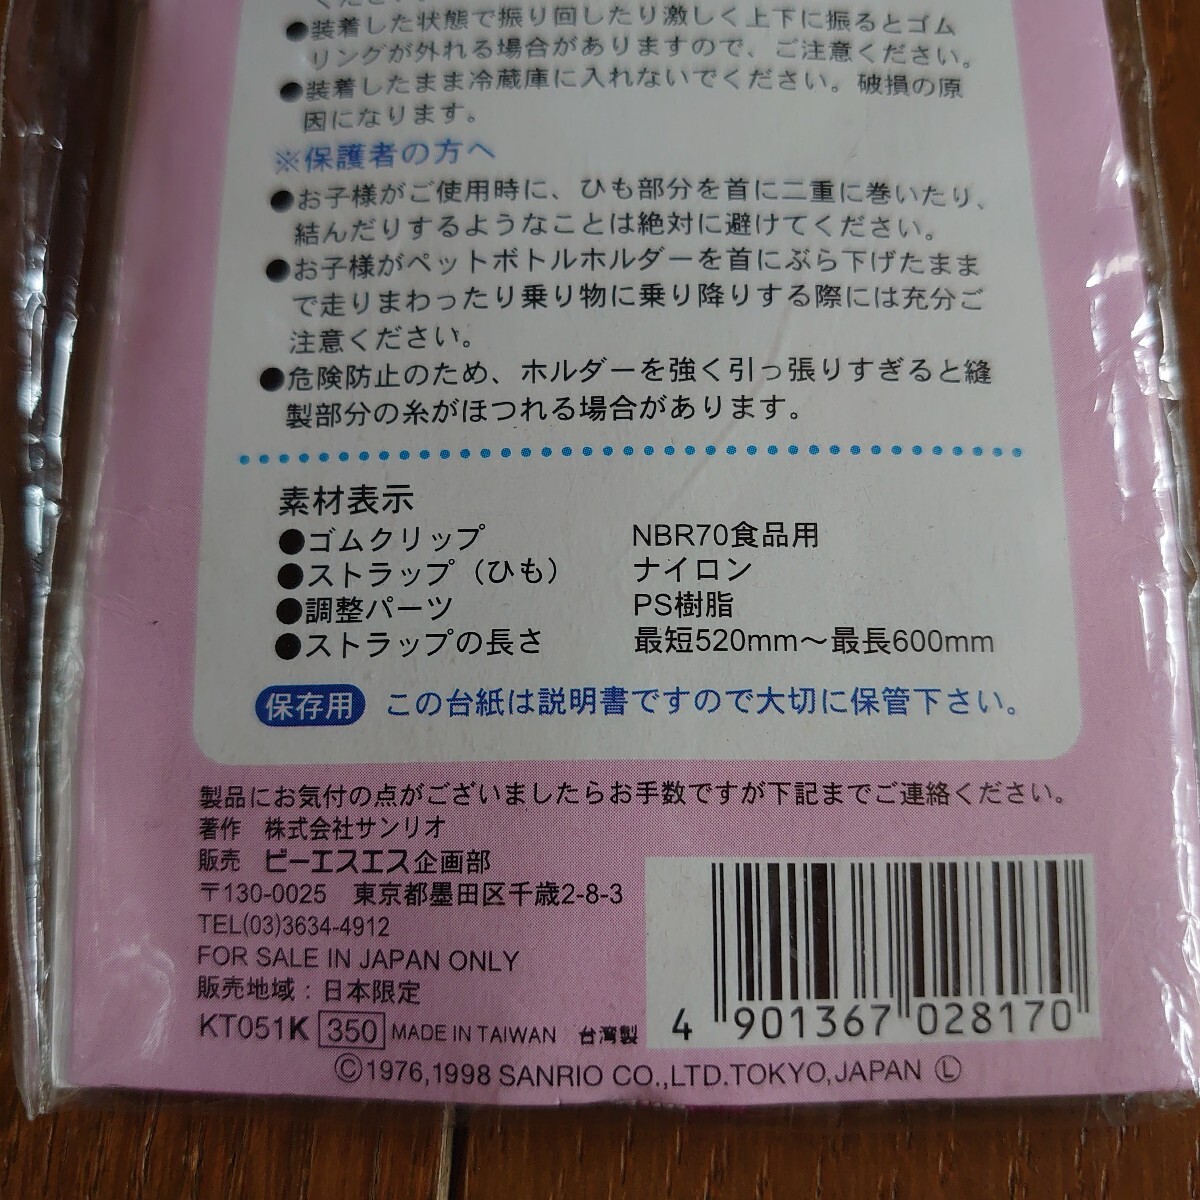 ●装着した状態で振り回したり激しく上下に振るとゴム
リングが外れる場合がありますので、ご注意ください。
●装着したまま冷蔵庫に入れないでください。破損の原
因になります。
※保護者の方へ
●お子様がご使用時に、ひも部分を首に二重に巻いたり、
結んだりするようなことは絶対に避けてください。
●お子様がペットボトルホルダーを首にぶら下げたまま
で走りまわったり乗り物に乗り降りする際には充分ご
注意ください。
●危険防止のため、ホルダーを強く引っ張りすぎると縫
製部分の糸がほつれる場合があります。
素材表示
●ゴムクリップ NBR70食品用
●ストラップ（ひも） ナイロン
●調整パーツ PS樹脂
●ストラップの長さ 最短520mm～最長600mm
保存用 この台紙は説明書ですので大切に保管下さい。
製品にお気付の点がございましたらお手数ですが下記までご連絡ください。
著作 株式会社サンリオ
販売 ビーエスエス企画部
〒130-0025 東京都墨田区千歳2-8-3
TEL(03)3634-4912
FOR SALE IN JAPAN ONLY
販売地域：日本限定
KT051K 350 MADE IN TAIWAN 台湾製
4 901367 028170
©1976,1998 SANRIO CO.,LTD.TOKYO,JAPAN Ⓛ